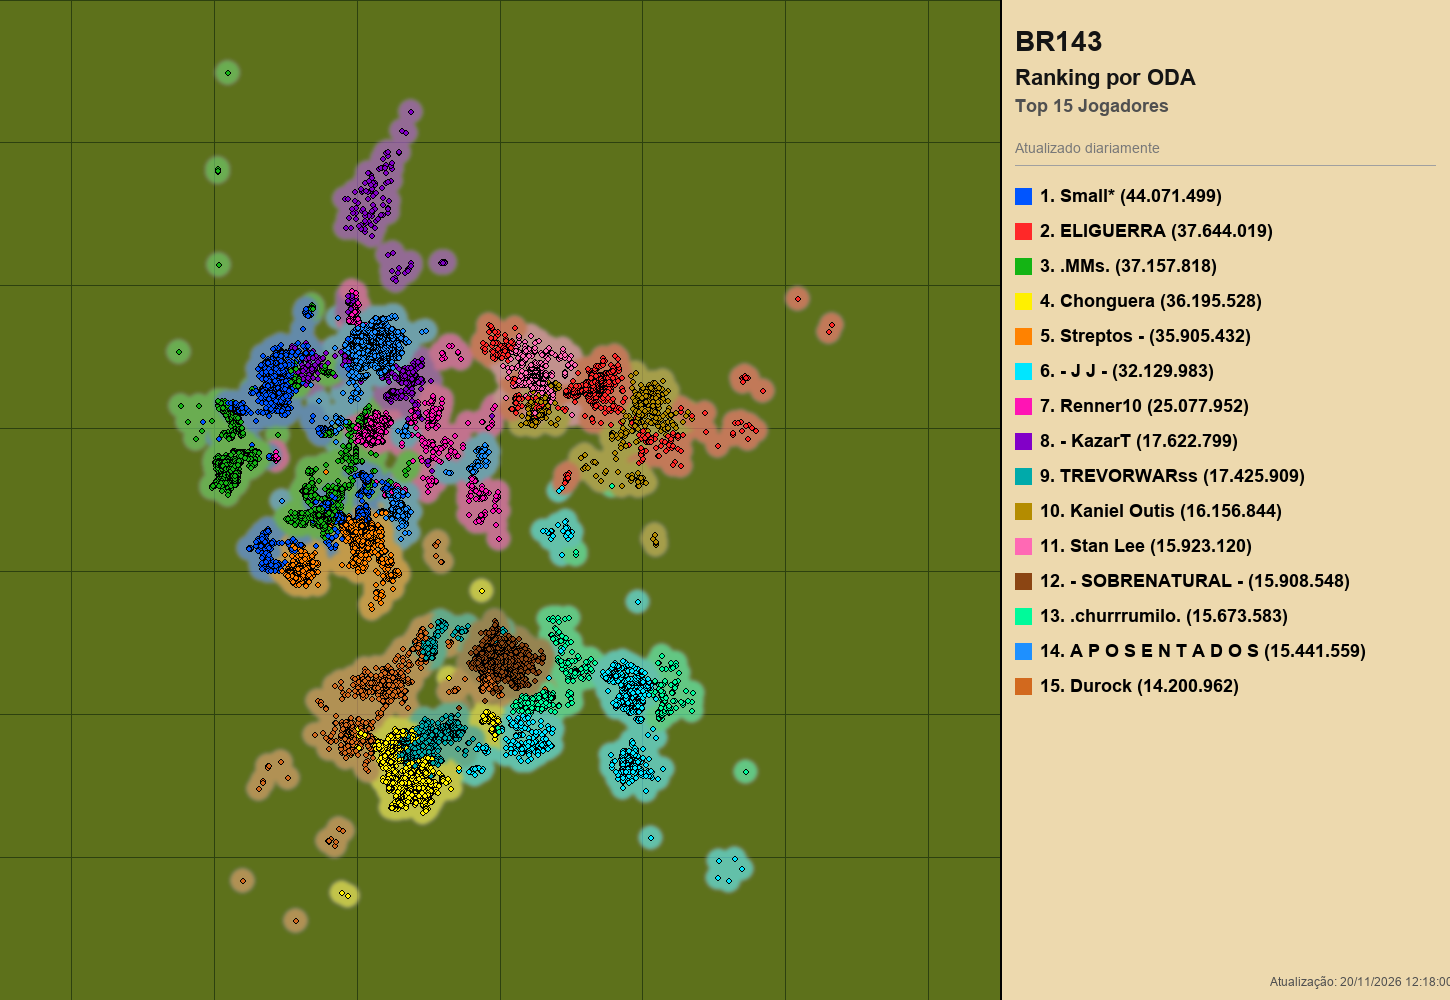 BR143
Ranking por ODA
Top 15 Jogadores
Atualizado diariamente
1. Small* (44.071.499)
2. ELIGUERRA (37.644.019)
3. .MMs. (37.157.818)
4. Chonguera (36.195.528)
5. Streptos - (35.905.432)
6. - J J - (32.129.983)
7. Renner10 (25.077.952)
8. - KazarT (17.622.799)
9. TREVORWARss (17.425.909)
10. Kaniel Outis (16.156.844)
11. Stan Lee (15.923.120)
12. - SOBRENATURAL - (15.908.548)
13. .churrrumilo. (15.673.583)
14. A P O S E N T A D O S (15.441.559)
15. Durock (14.200.962)
Atualização: 20/11/2026 12:18:00